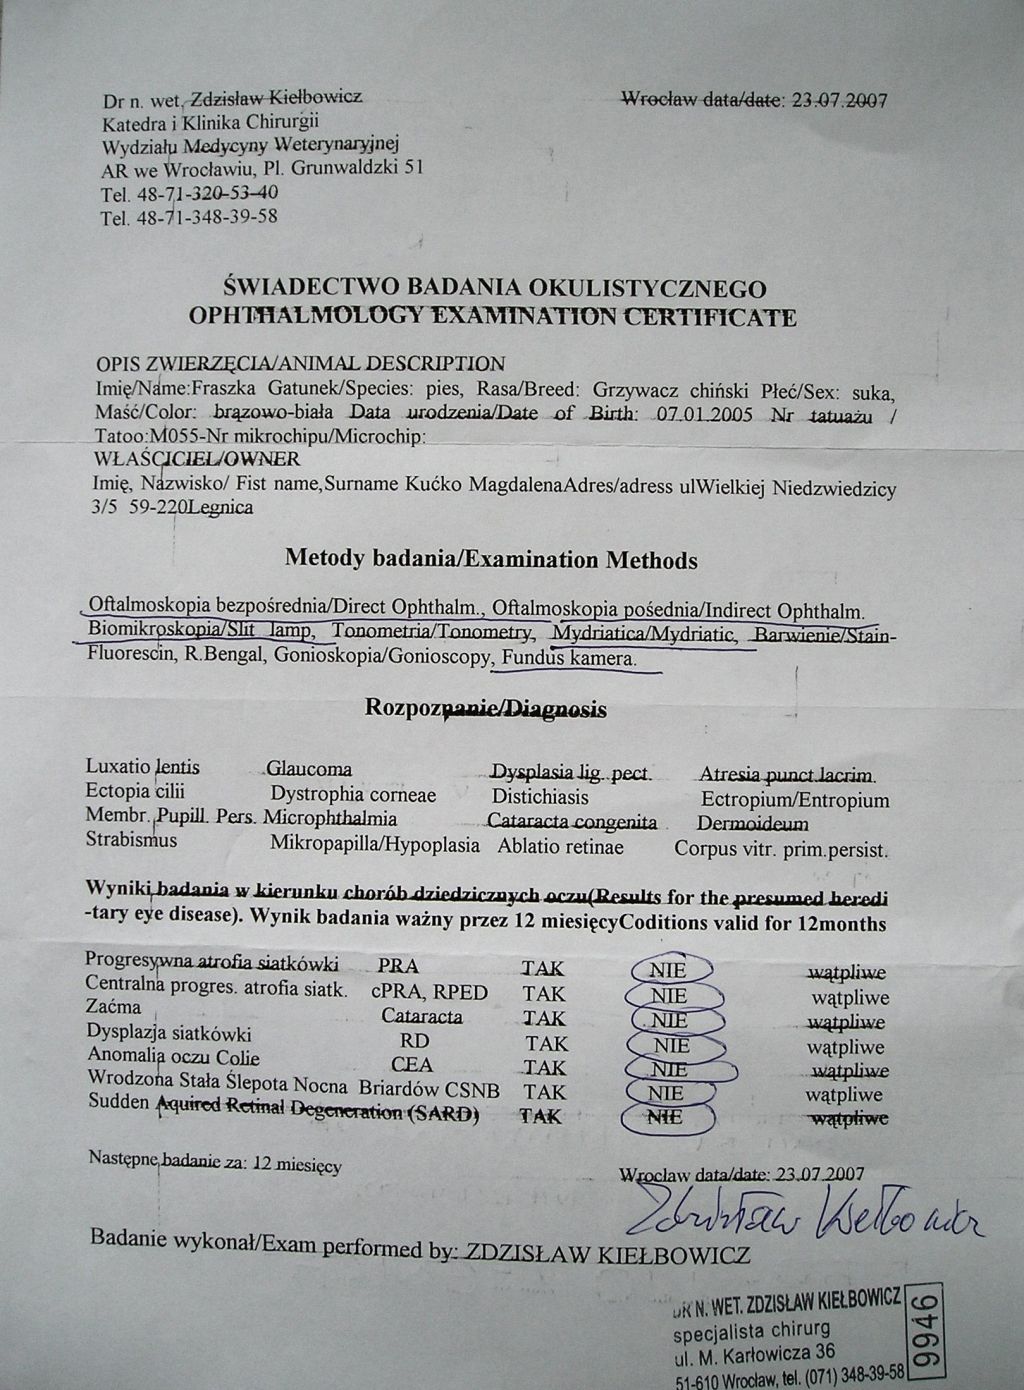 Dr n. wet. Zdzisław Kiełbowicz
Wrocław data/date: 23.07.2007
Katedra i Klinika Chirurgii
Wydziału Medycyny Weterynaryjnej
AR we Wrocławiu, Pl. Grunwaldzki 51
Tel. 48-71-320-53-40
Tel. 48-71-348-39-58
ŚWIADECTWO BADANIA OKULISTYCZNEGO
OPHTHALMOLOGY EXAMINATION CERTIFICATE
OPIS ZWIERZĘCIA/ANIMAL DESCRIPTION
Imię/Name:Fraszka Gatunek/Species: pies, Rasa/Breed: Grzywacz chiński Płeć/Sex: suka,
Maść/Color: brązowo-biała Data urodzenia/Date of Birth: 07.01.2005 Nr tatuażu /
Tatoo:M055-Nr mikrochipu/Microchip:
WŁAŚCICIEL/OWNER
Imię, Nazwisko/ Fist name,Surname Kućko MagdalenaAdres/adress ulWielkiej Niedzwiedzicy
3/5 59-220Legnica
Metody badania/Examination Methods
Oftalmoskopia bezpośrednia/Direct Ophthalm., Oftalmoskopia pośednia/Indirect Ophthalm.
Biomikroskopia/Slit lamp, Tonometria/Tonometry, Mydriatica/Mydriatic, Barwienie/Stain-
Fluorescin, R.Bengal, Gonioskopia/Gonioscopy, Fundus kamera.
Rozpoznanie/Diagnosis
Luxatio lentis Glaucoma Dysplasia lig. pect. Atresia punct.lacrim.
Ectopia cilii Dystrophia corneae Distichiasis Ectropium/Entropium
Membr. Pupill. Pers. Microphthalmia Cataracta congenita Dermoideum
Strabismus Mikropapilla/Hypoplasia Ablatio retinae Corpus vitr. prim.persist.
Wyniki badania w kierunku chorób dziedzicznych oczu(Results for the presumed heredi
-tary eye disease). Wynik badania ważny przez 12 miesięcyCoditions valid for 12months
Progresywna atrofia siatkówki PRA TAK NIE wątpliwe
Centralna progres. atrofia siatk. cPRA, RPED TAK NIE wątpliwe
Zaćma Cataracta TAK NIE wątpliwe
Dysplazja siatkówki RD TAK NIE wątpliwe
Anomalia oczu Colie CEA TAK NIE wątpliwe
Wrodzona Stała Ślepota Nocna Briardów CSNB TAK NIE wątpliwe
Sudden Aquired Retinal Degeneration (SARD) TAK NIE wątpliwe
Następne badanie za: 12 miesięcy
Wrocław data/date: 23.07.2007
Zdzisław Kiełbowicz
Badanie wykonał/Exam performed by: ZDZISŁAW KIEŁBOWICZ
DR N. WET. ZDZISŁAW KIEŁBOWICZ
specjalista chirurg
ul. M. Karłowicza 36
51-610 Wrocław, tel. (071) 348-39-58
9946